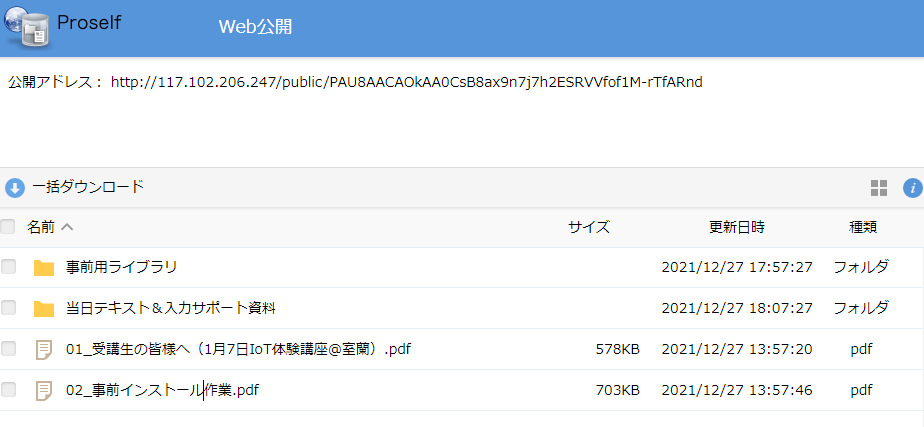 Proself
Web公開
公開アドレス： http://117.102.206.247/public/PAU8AACAOkAA0CsB8ax9n7j7h2ESRVVfof1M-rTfARnd
一括ダウンロード
名前 サイズ 更新日時 種類
事前用ライブラリ 2021/12/27 17:57:27 フォルダ
当日テキスト＆入力サポート資料 2021/12/27 18:07:27 フォルダ
01_受講生の皆様へ（1月7日IoT体験講座@室蘭）.pdf 578KB 2021/12/27 13:57:20 pdf
02_事前インストール作業.pdf 703KB 2021/12/27 13:57:46 pdf